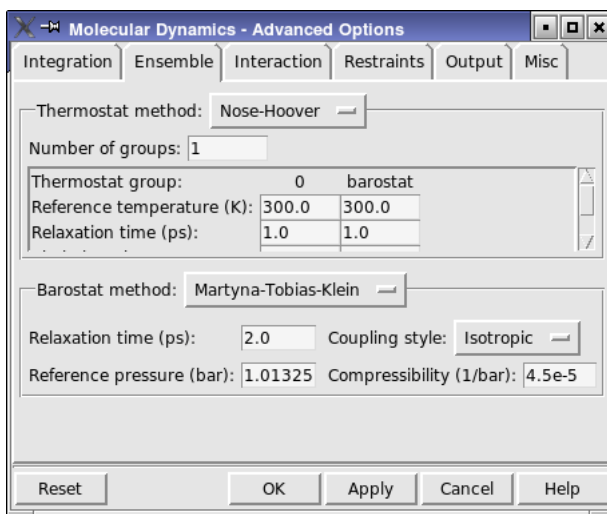 Molecular Dynamics - Advanced Options
Integration Ensemble Interaction Restraints Output Misc
Thermostat method: Nose-Hoover
Number of groups: 1
Thermostat group: 0 barostat
Reference temperature (K): 300.0 300.0
Relaxation time (ps): 1.0 1.0
Barostat method: Martyna-Tobias-Klein
Relaxation time (ps): 2.0 Coupling style: Isotropic
Reference pressure (bar): 1.01325 Compressibility (1/bar): 4.5e-5
Reset OK Apply Cancel Help